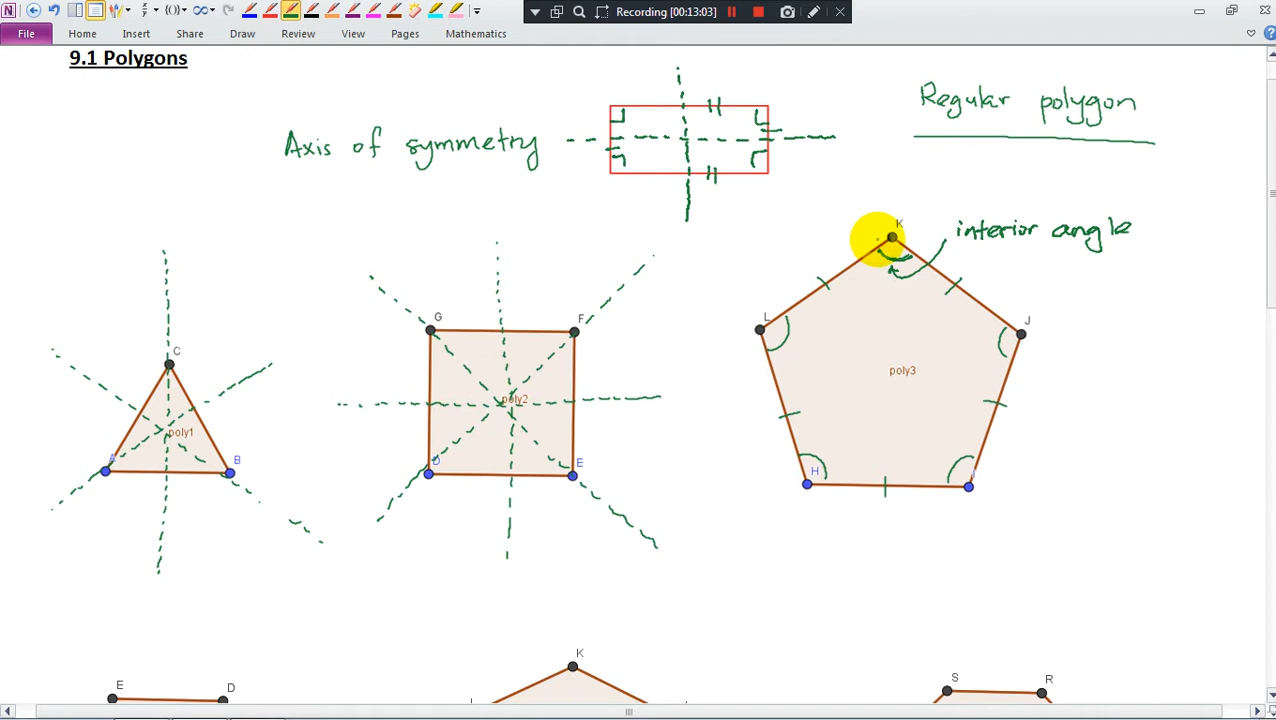 Recording [00:13:03]
File Home Insert Share Draw Review View Pages Mathematics
9.1 Polygons
Regular polygon
Axis of symmetry
K
interior angle
G F L J
C
poly3
poly2
poly1
A B D E H I
K
E D S R